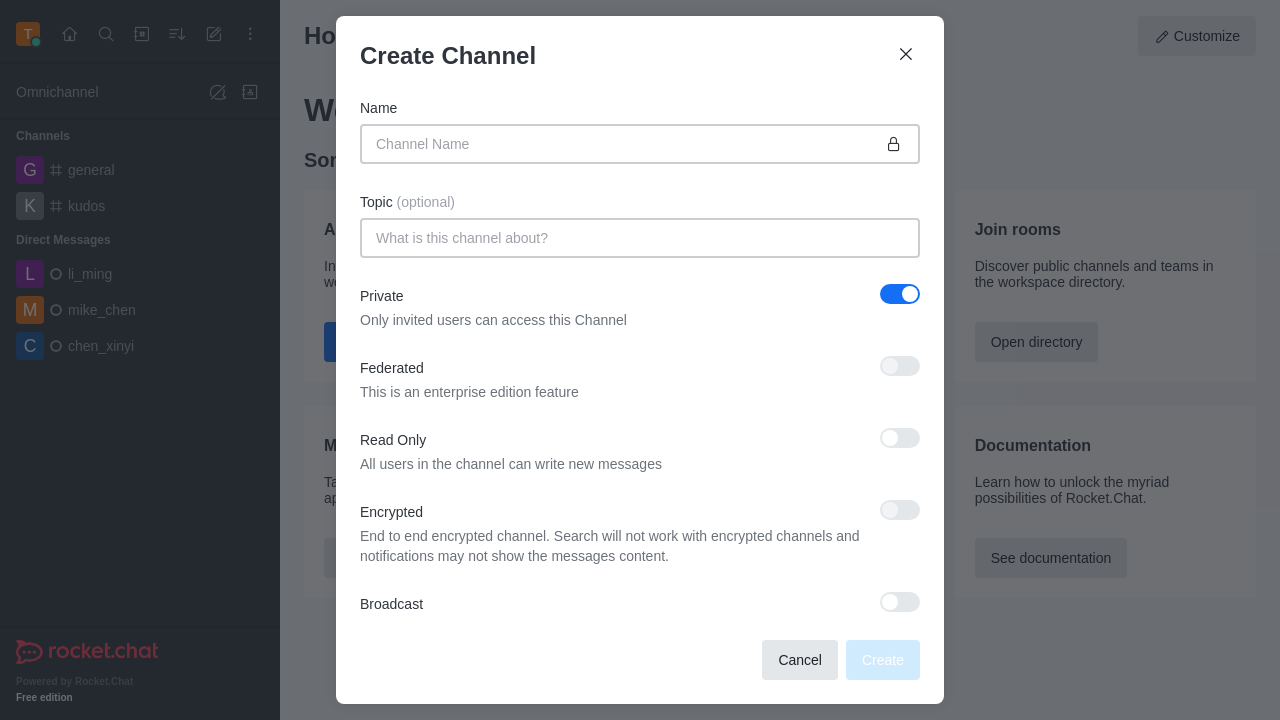 T
Omnichannel
Channels
G general
K kudos
Direct Messages
L li_ming
M mike_chen
C chen_xinyi
rocket.chat
Powered by Rocket.Chat
Free edition
Customize
Create Channel
Name
Channel Name
Topic (optional)
What is this channel about?
Private
Only invited users can access this Channel
Federated
This is an enterprise edition feature
Read Only
All users in the channel can write new messages
Encrypted
End to end encrypted channel. Search will not work with encrypted channels and
notifications may not show the messages content.
Broadcast
Cancel
Create
Join rooms
Discover public channels and teams in
the workspace directory.
Open directory
Documentation
Learn how to unlock the myriad
possibilities of Rocket.Chat.
See documentation